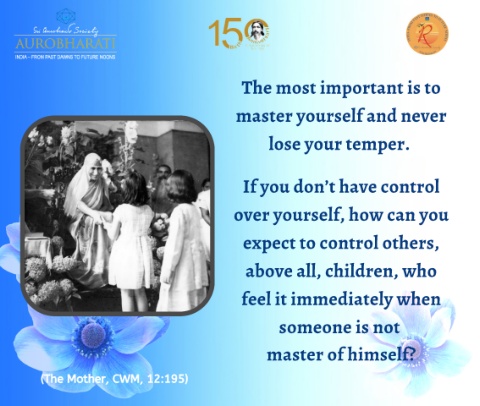 Sri Aurobindo Society
AUROBHARATI
INDIA – FROM PAST DAWNS TO FUTURE NOONS
150
The most important is to
master yourself and never
lose your temper.
If you don't have control
over yourself, how can you
expect to control others,
above all, children, who
feel it immediately when
someone is not
master of himself?
(The Mother, CWM, 12:195)